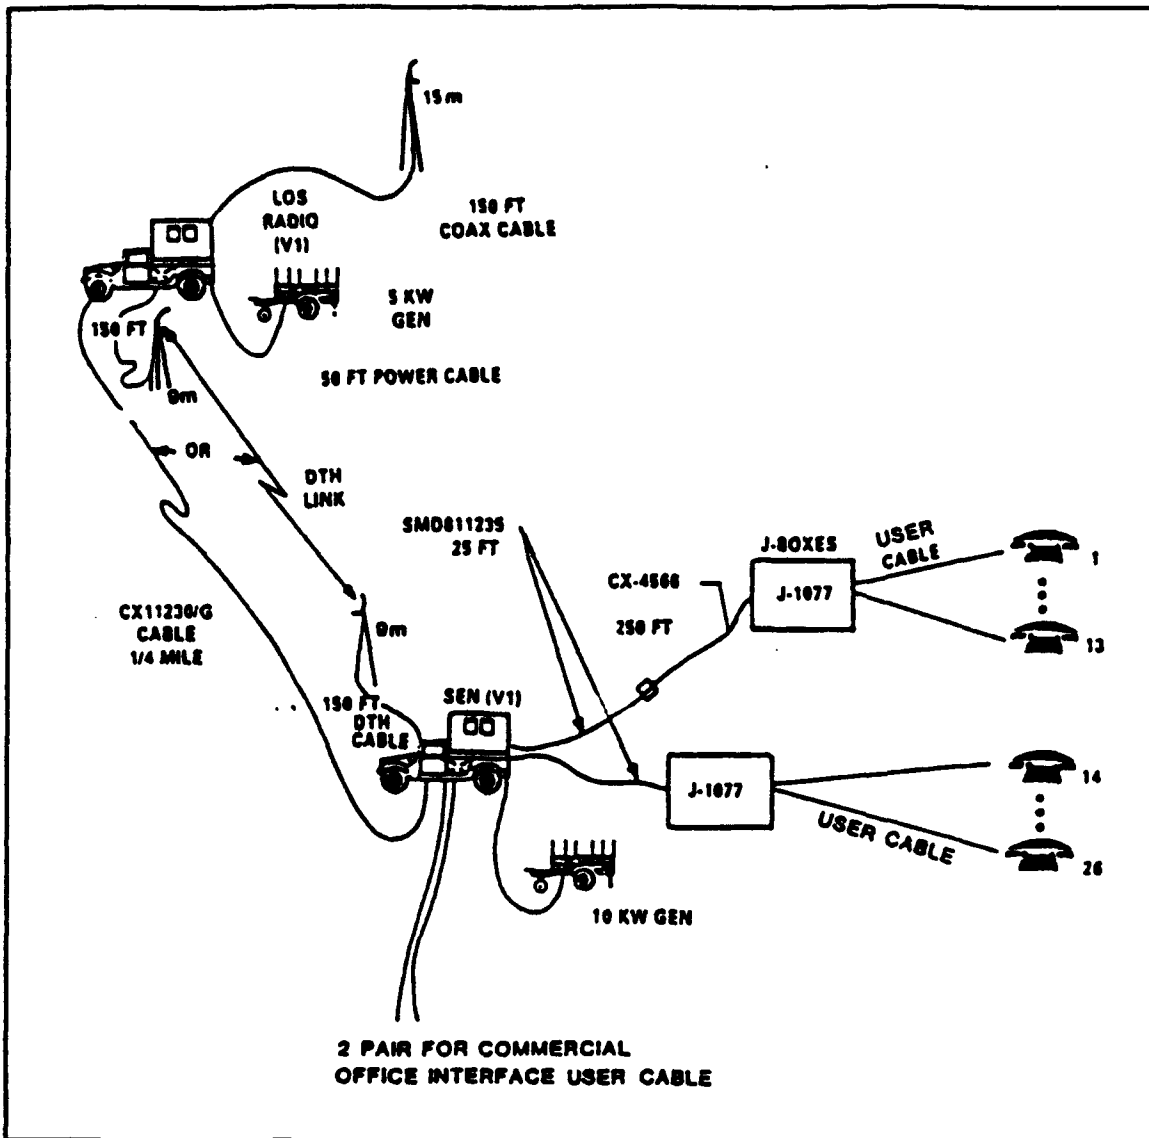 15m
LOS
RADIO
(V1)
150 FT
COAX CABLE
5 KW
GEN
150 FT
50 FT POWER CABLE
9m
OR
DTH
LINK
SMD811235
25 FT
J-BOXES
USER
CABLE
1
J-1077
CX-4566
250 FT
13
CX11230/G
CABLE
1/4 MILE
9m
150 FT
DTH
CABLE
SEN (V1)
14
J-1077
USER CABLE
26
10 KW GEN
2 PAIR FOR COMMERCIAL
OFFICE INTERFACE USER CABLE